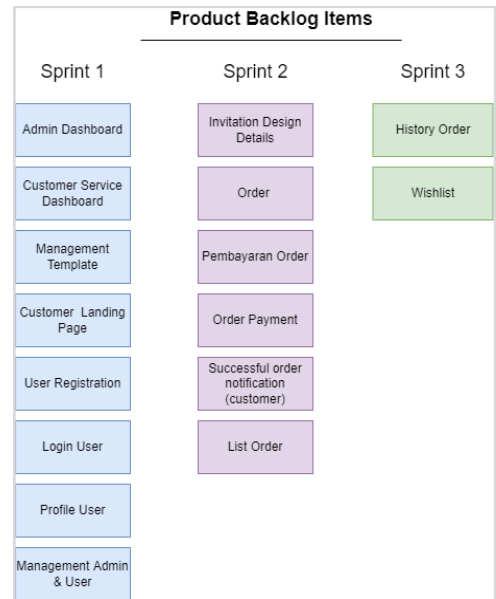 Product Backlog Items
Sprint 1
Admin Dashboard
Customer Service
Dashboard
Management
Template
Customer Landing
Page
User Registration
Login User
Profile User
Management Admin
& User
Sprint 2
Invitation Design
Details
Order
Pembayaran Order
Order Payment
Successful order
notification
(customer)
List Order
Sprint 3
History Order
Wishlist